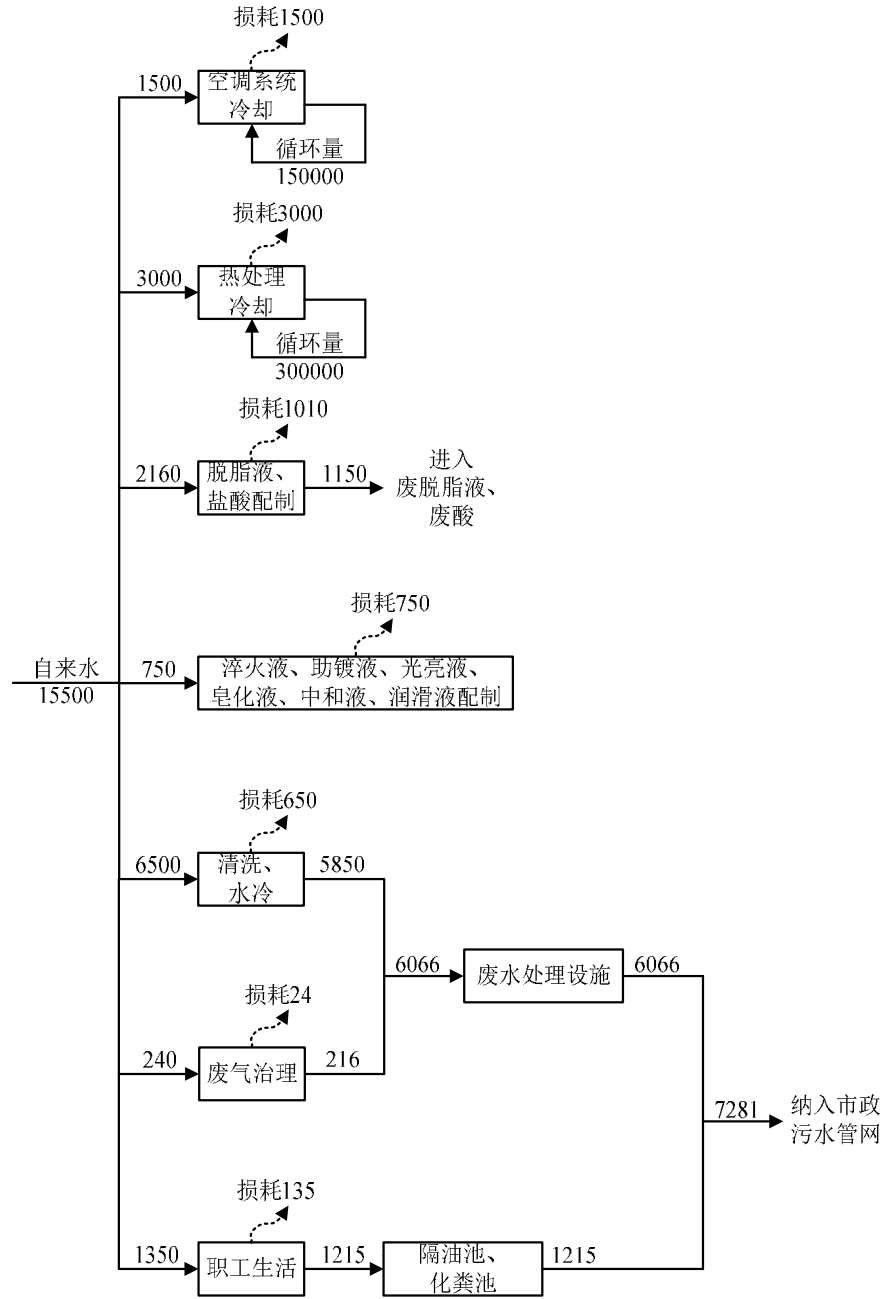 损耗1500
1500
空调系统
冷却
循环量
150000
损耗3000
3000
热处理
冷却
循环量
300000
损耗1010
2160
脱脂液、
盐酸配制
1150
进入
废脱脂液、
废酸
损耗750
自来水
15500
750
淬火液、助镀液、光亮液、
皂化液、中和液、润滑液配制
损耗650
6500
清洗、
水冷
5850
6066
废水处理设施
6066
损耗24
240
废气治理
216
7281
纳入市政
污水管网
损耗135
1350
职工生活
1215
隔油池、
化粪池
1215